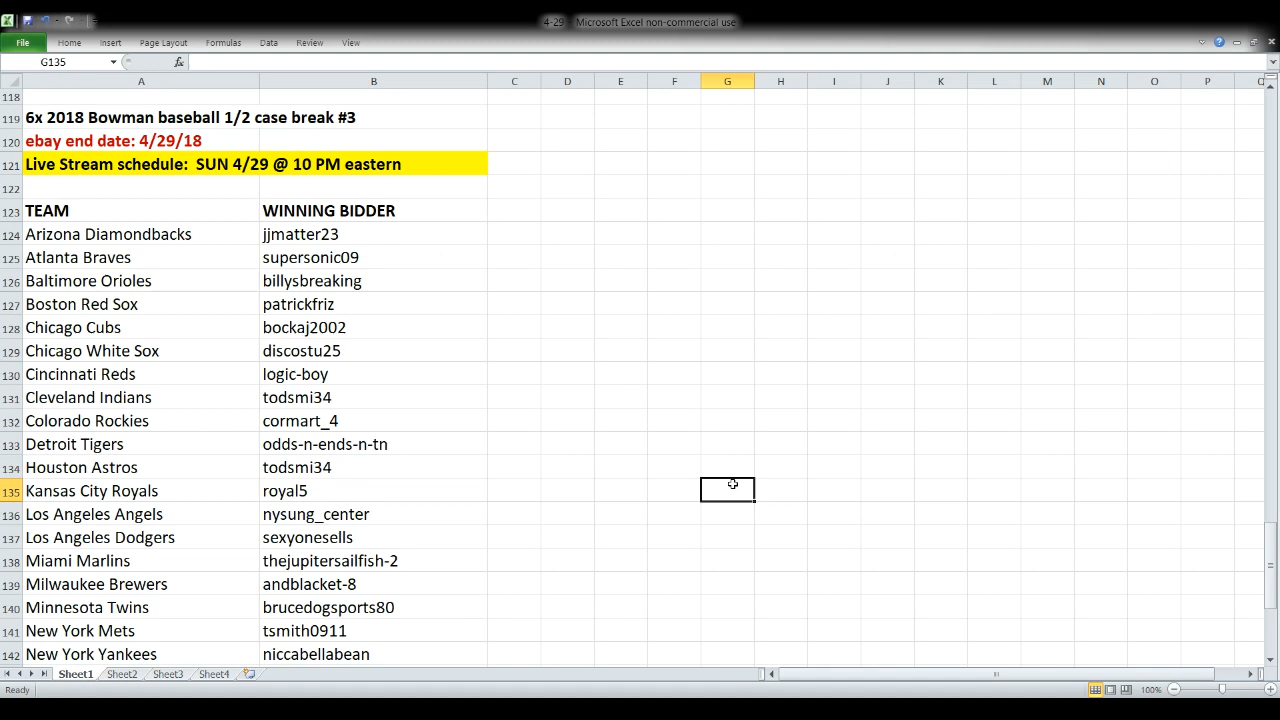 4-29 - Microsoft Excel non-commercial use
File Home Insert Page Layout Formulas Data Review View
G135 fx
A B C D E F G H I J K L M N O P Q
118
119 6x 2018 Bowman baseball 1/2 case break #3
120 ebay end date: 4/29/18
121 Live Stream schedule: SUN 4/29 @ 10 PM eastern
122
123 TEAM WINNING BIDDER
124 Arizona Diamondbacks jjmatter23
125 Atlanta Braves supersonic09
126 Baltimore Orioles billysbreaking
127 Boston Red Sox patrickfriz
128 Chicago Cubs bockaj2002
129 Chicago White Sox discostu25
130 Cincinnati Reds logic-boy
131 Cleveland Indians todsmi34
132 Colorado Rockies cormart_4
133 Detroit Tigers odds-n-ends-n-tn
134 Houston Astros todsmi34
135 Kansas City Royals royal5
136 Los Angeles Angels nysung_center
137 Los Angeles Dodgers sexyonesells
138 Miami Marlins thejupitersailfish-2
139 Milwaukee Brewers andblacket-8
140 Minnesota Twins brucedogsports80
141 New York Mets tsmith0911
142 New York Yankees niccabellabean
Sheet1 Sheet2 Sheet3 Sheet4
Ready 100%